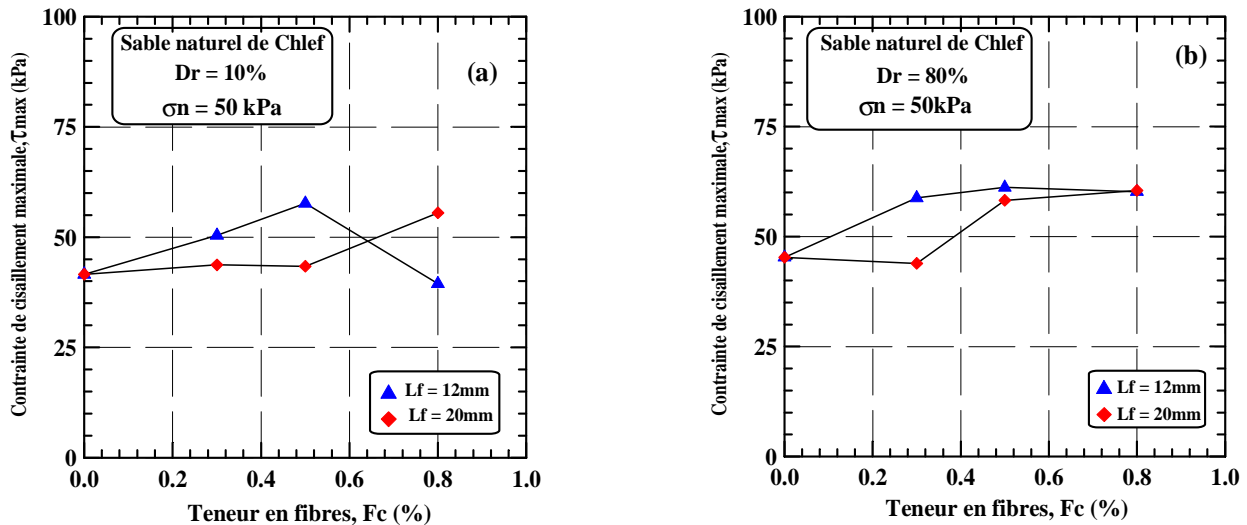 Sable naturel de Chlef
Dr = 10%
σn = 50 kPa
(a)
Contrainte de cisaillement maximale,τmax (kPa)
100
75
50
25
0
Lf = 12mm
Lf = 20mm
0.0 0.2 0.4 0.6 0.8 1.0
Teneur en fibres, Fc (%)
Sable naturel de Chlef
Dr = 80%
σn = 50kPa
(b)
Contrainte de cisaillement maximale,τmax (kPa)
100
75
50
25
0
Lf = 12mm
Lf = 20mm
0.0 0.2 0.4 0.6 0.8 1.0
Teneur en fibres, Fc (%)